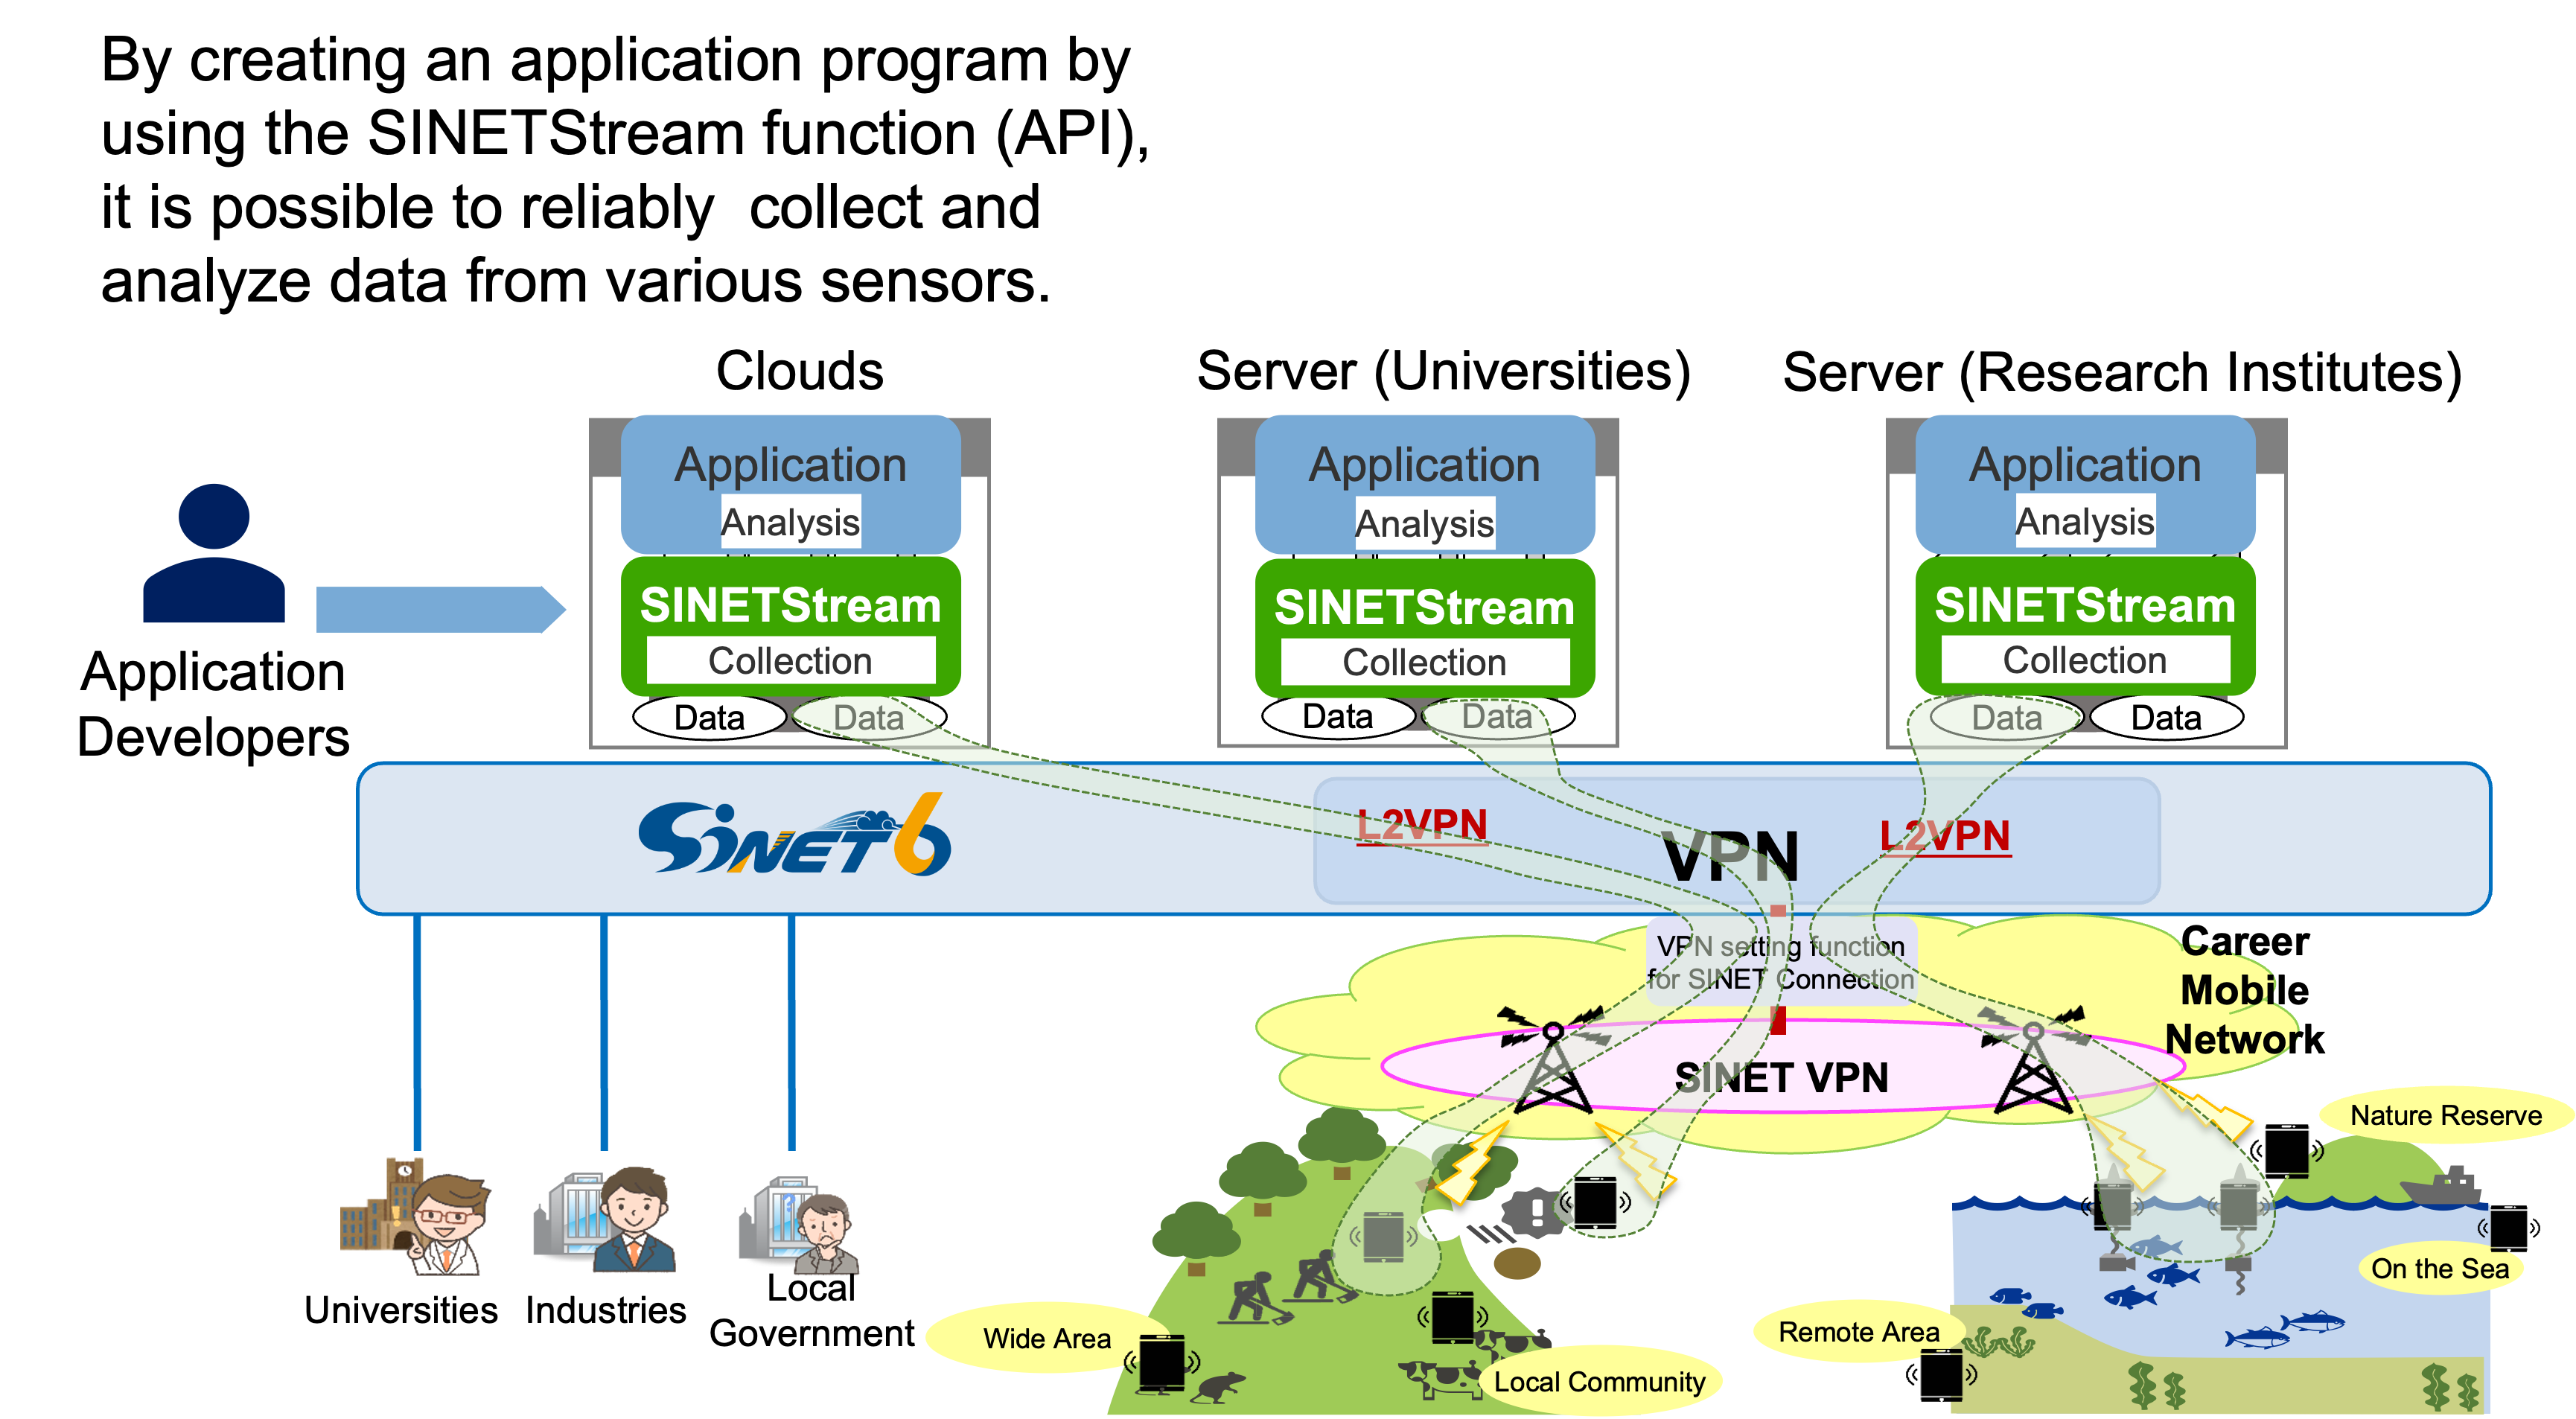 By creating an application program by
using the SINETStream function (API),
it is possible to reliably  collect and
analyze data from various sensors.
Clouds
Server (Universities)
Server (Research Institutes)
Application
Analysis
SINETStream
Collection
Data
Data
Application
Analysis
SINETStream
Collection
Data
Data
Application
Analysis
SINETStream
Collection
Data
Data
Application
Developers
SINET6
L2VPN
VPN
L2VPN
VPN setting function
for SINET Connection
Career
Mobile
Network
SINET VPN
Nature Reserve
On the Sea
Universities
Industries
Local
Government
Wide Area
Local Community
Remote Area